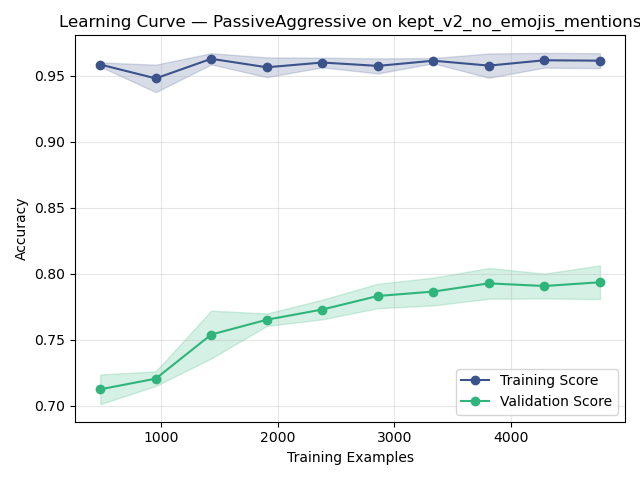 Learning Curve — PassiveAggressive on kept_v2_no_emojis_mentions
0.95
0.90
0.85
0.80
0.75
0.70
Accuracy
1000 2000 3000 4000
Training Examples
Training Score
Validation Score